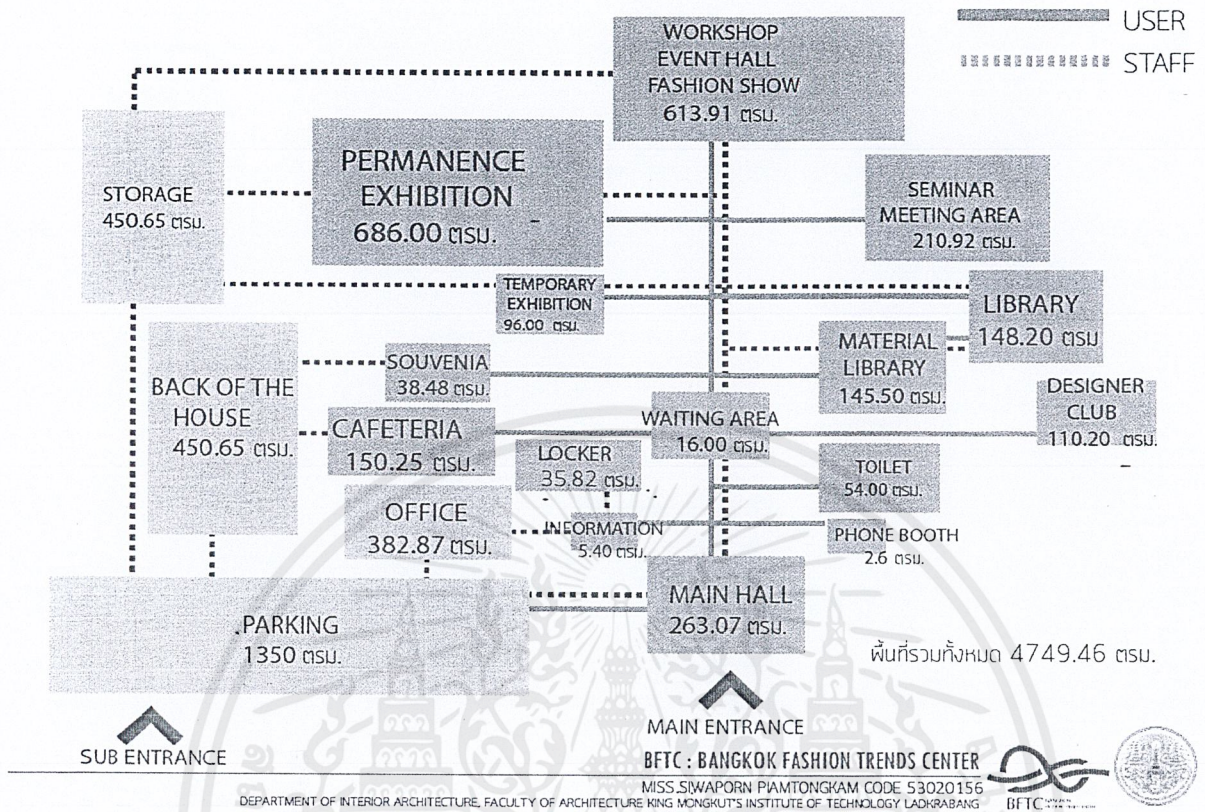 USER
STAFF
WORKSHOP
EVENT HALL
FASHION SHOW
613.91 ตรม.
PERMANENCE
EXHIBITION
686.00 ตรม.
STORAGE
450.65 ตรม.
SEMINAR
MEETING AREA
210.92 ตรม.
TEMPORARY
EXHIBITION
96.00 ตรม.
LIBRARY
148.20 ตรม
MATERIAL
LIBRARY
145.50 ตรม.
SOUVENIA
38.48 ตรม.
BACK OF THE
HOUSE
450.65 ตรม.
DESIGNER
CLUB
110.20 ตรม.
CAFETERIA
150.25 ตรม.
WAITING AREA
16.00 ตรม.
LOCKER
35.82 ตรม.
TOILET
54.00 ตรม.
OFFICE
382.87 ตรม.
INFORMATION
5.40 ตรม.
PHONE BOOTH
2.6 ตรม.
MAIN HALL
263.07 ตรม.
PARKING
1350 ตรม.
พื้นที่รวมทั้งหมด 4749.46 ตรม.
SUB ENTRANCE
MAIN ENTRANCE
BFTC : BANGKOK FASHION TRENDS CENTER
MISS.SIWAPORN PIAMTONGKAM CODE 53020156
DEPARTMENT OF INTERIOR ARCHITECTURE, FACULTY OF ARCHITECTURE KING MONGKUT'S INSTITUTE OF TECHNOLOGY LADKRABANG
BFTC